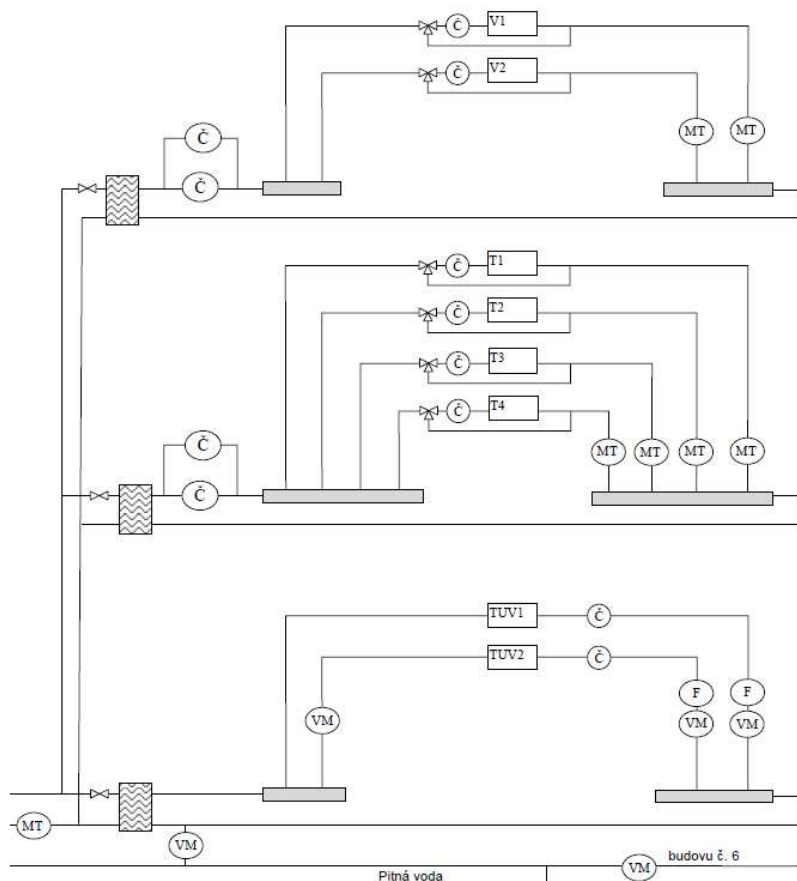 Č V1
Č V2
Č
MT MT
Č
Č T1
Č T2
Č T3
Č T4
Č
MT MT MT MT
Č
TUV1 Č
TUV2 Č
F F
VM VM VM
MT
VM
budovu č. 6
VM
Pitná voda